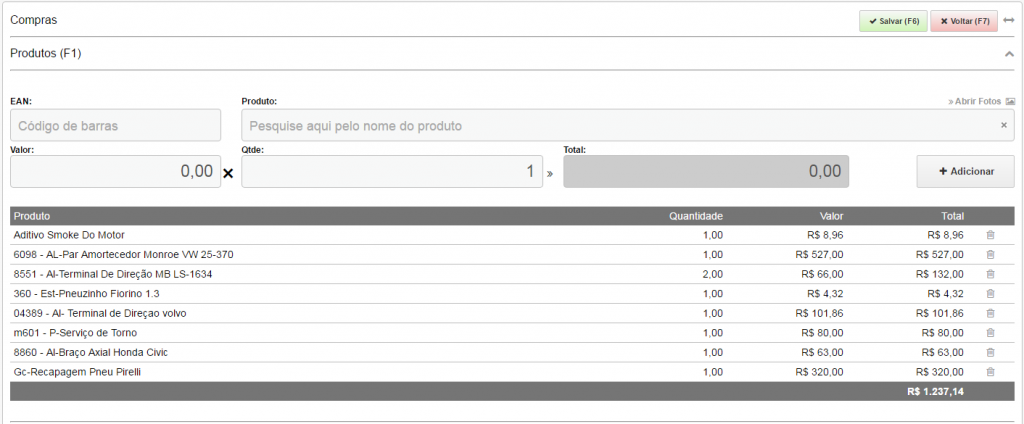 Compras
Salvar (F6) Voltar (F7)
Produtos (F1)
EAN: Produto: » Abrir Fotos
Código de barras Pesquise aqui pelo nome do produto ×
Valor: Qtde: Total:
0,00 × 1 » 0,00 + Adicionar
Produto Quantidade Valor Total
Aditivo Smoke Do Motor 1,00 R$ 8,96 R$ 8,96
6098 - AL-Par Amortecedor Monroe VW 25-370 1,00 R$ 527,00 R$ 527,00
8551 - Al-Terminal De Direção MB LS-1634 2,00 R$ 66,00 R$ 132,00
360 - Est-Pneuzinho Fiorino 1.3 1,00 R$ 4,32 R$ 4,32
04389 - Al- Terminal de Direçao volvo 1,00 R$ 101,86 R$ 101,86
m601 - P-Serviço de Torno 1,00 R$ 80,00 R$ 80,00
8860 - Al-Braço Axial Honda Civic 1,00 R$ 63,00 R$ 63,00
Gc-Recapagem Pneu Pirelli 1,00 R$ 320,00 R$ 320,00
R$ 1.237,14